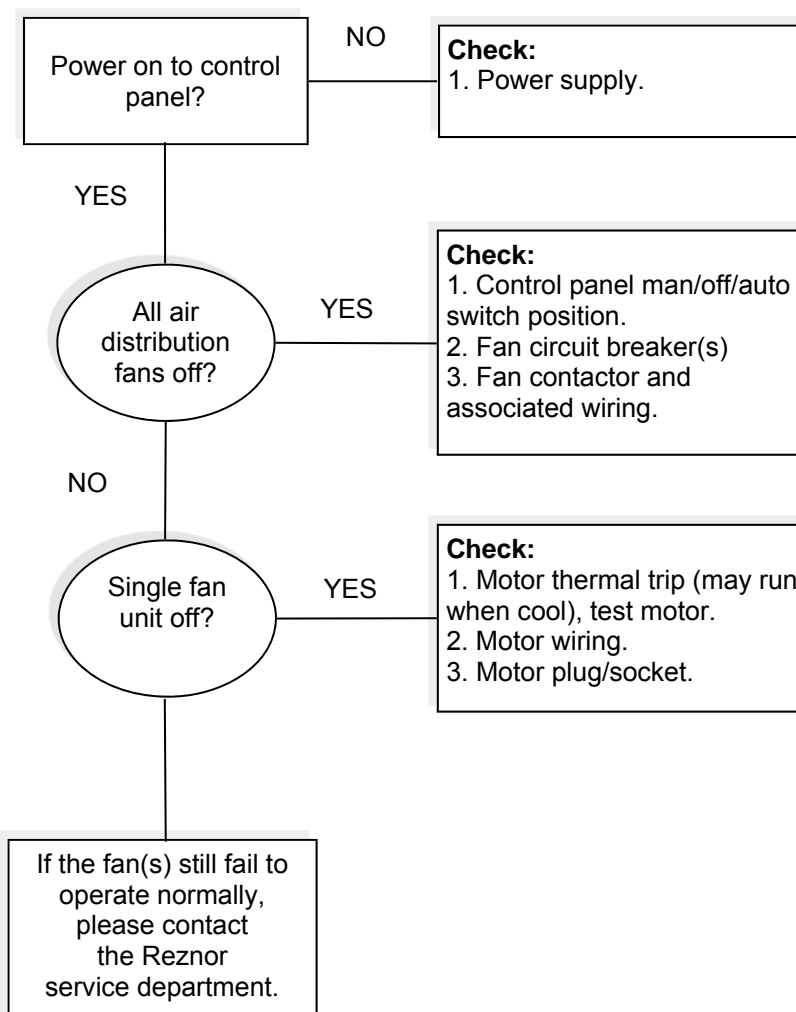 Power on to control
panel?
NO
Check:
1. Power supply.
YES
All air
distribution
fans off?
YES
Check:
1. Control panel man/off/auto
switch position.
2. Fan circuit breaker(s)
3. Fan contactor and
associated wiring.
NO
Single fan
unit off?
YES
Check:
1. Motor thermal trip (may run
when cool), test motor.
2. Motor wiring.
3. Motor plug/socket.
If the fan(s) still fail to
operate normally,
please contact
the Reznor
service department.